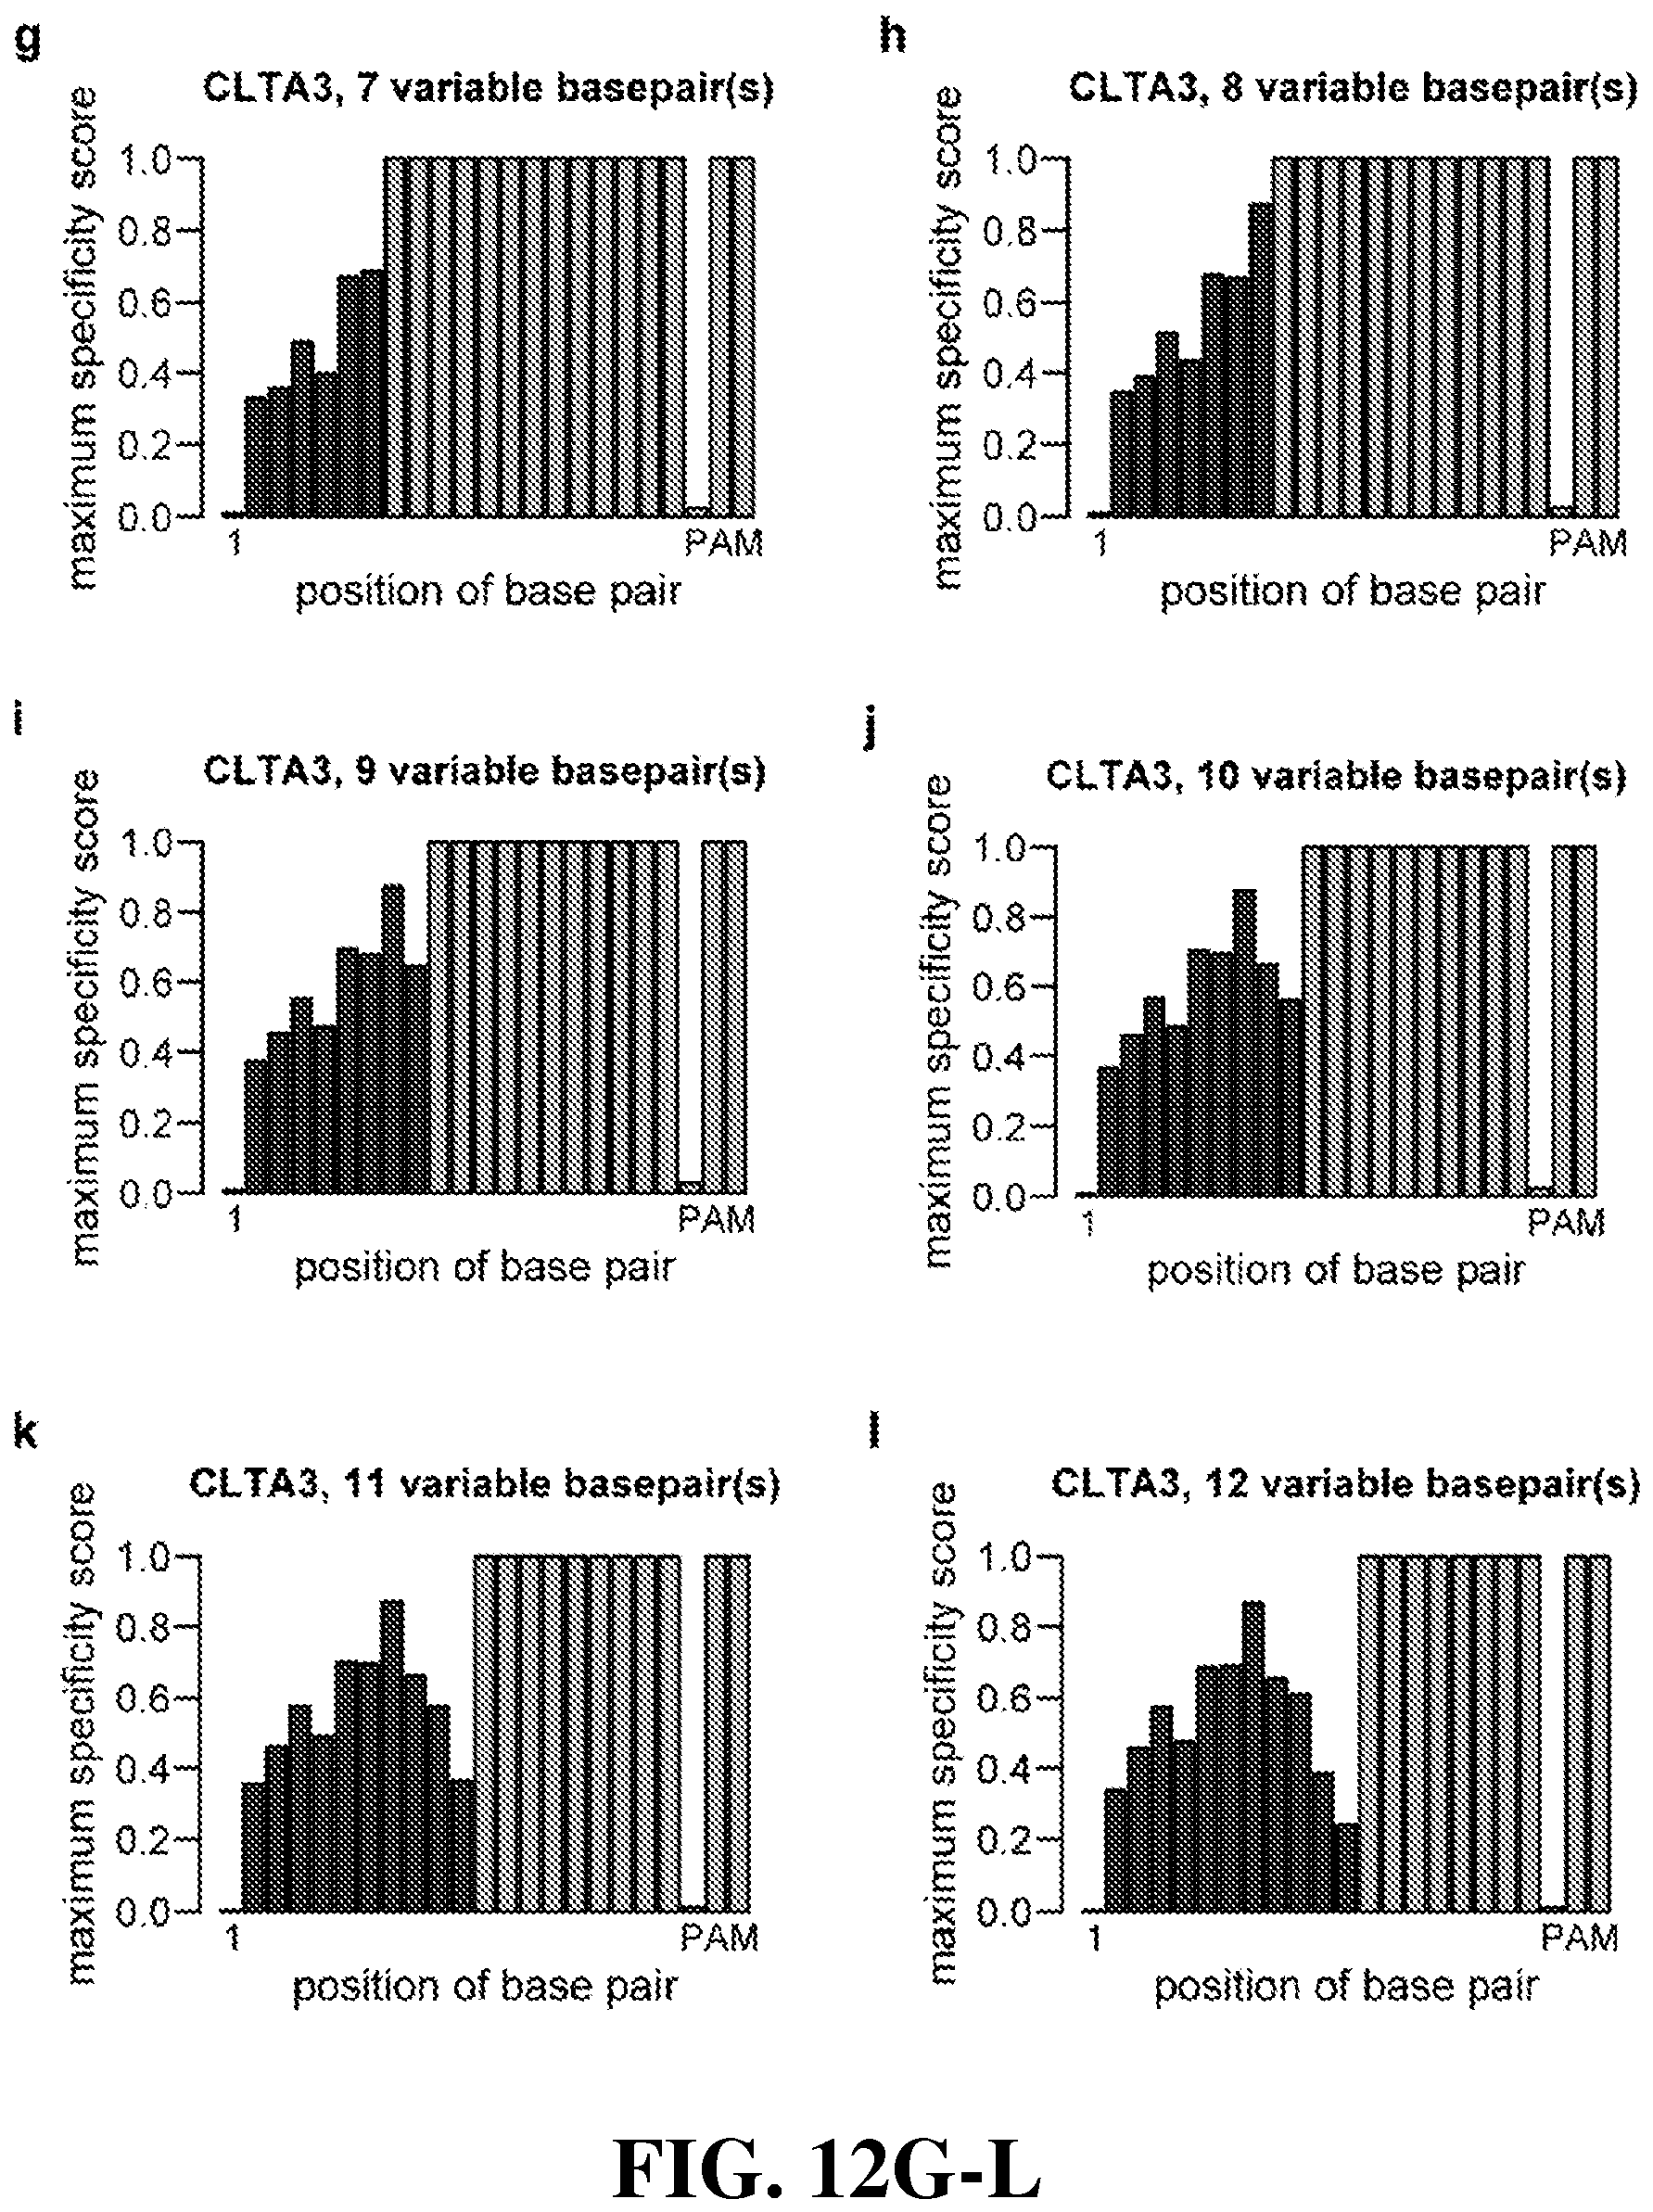 g
CLTA3, 7 variable basepair(s)
maximum specificity score
1.0
0.8
0.6
0.4
0.2
0.0
1
PAM
position of base pair
h
CLTA3, 8 variable basepair(s)
maximum specificity score
1.0
0.8
0.6
0.4
0.2
0.0
1
PAM
position of base pair
i
CLTA3, 9 variable basepair(s)
maximum specificity score
1.0
0.8
0.6
0.4
0.2
0.0
1
PAM
position of base pair
j
CLTA3, 10 variable basepair(s)
maximum specificity score
1.0
0.8
0.6
0.4
0.2
0.0
1
PAM
position of base pair
k
CLTA3, 11 variable basepair(s)
maximum specificity score
1.0
0.8
0.6
0.4
0.2
0.0
1
PAM
position of base pair
l
CLTA3, 12 variable basepair(s)
maximum specificity score
1.0
0.8
0.6
0.4
0.2
0.0
1
PAM
position of base pair
FIG. 12G-L